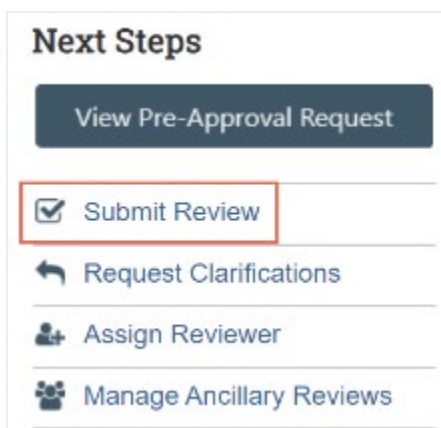 Next Steps
View Pre-Approval Request
Submit Review
Request Clarifications
Assign Reviewer
Manage Ancillary Reviews